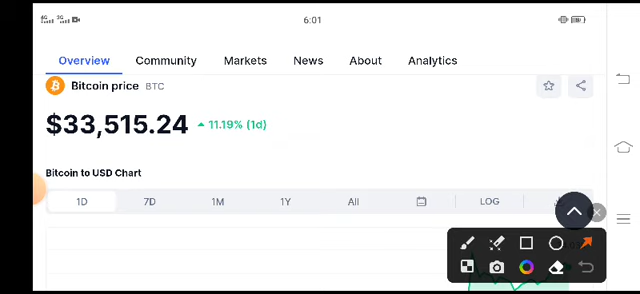 6:01
Overview Community Markets News About Analytics
Bitcoin price BTC
$33,515.24 11.19% (1d)
Bitcoin to USD Chart
1D 7D 1M 1Y All LOG